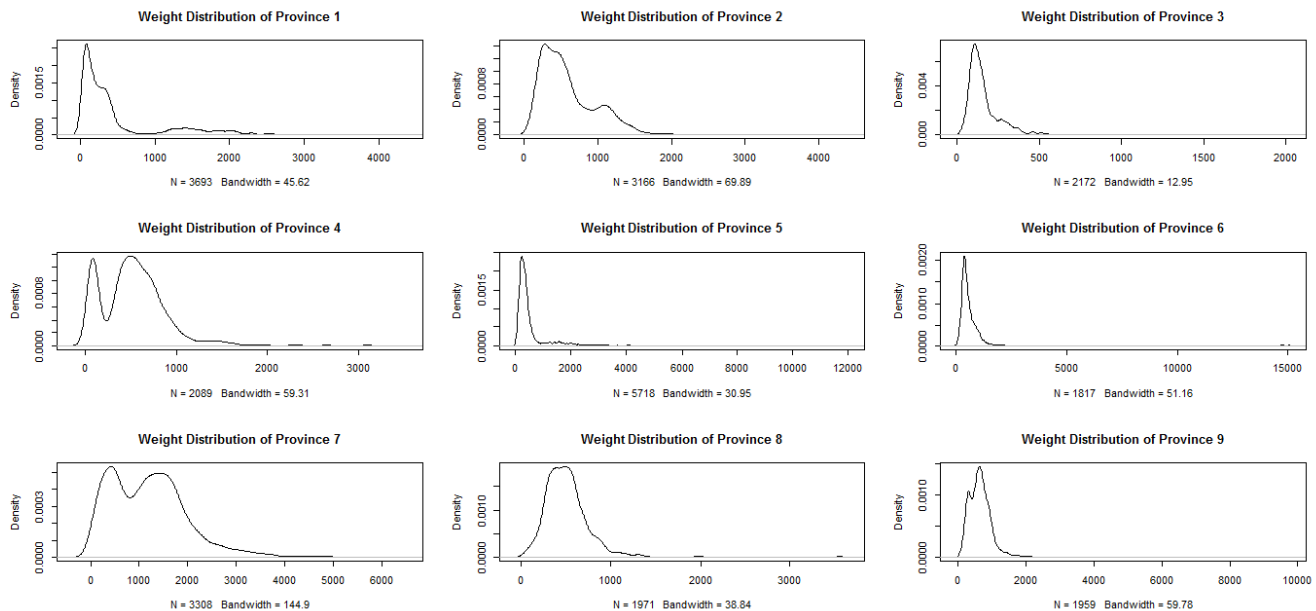 Weight Distribution of Province 1
Density
0.0000 0.0015
0 1000 2000 3000 4000
N = 3693 Bandwidth = 45.62
Weight Distribution of Province 2
Density
0.0000 0.0008
0 1000 2000 3000 4000
N = 3166 Bandwidth = 69.89
Weight Distribution of Province 3
Density
0.000 0.004
0 500 1000 1500 2000
N = 2172 Bandwidth = 12.95
Weight Distribution of Province 4
Density
0.0000 0.0008
0 1000 2000 3000
N = 2089 Bandwidth = 59.31
Weight Distribution of Province 5
Density
0.0000 0.0015
0 2000 4000 6000 8000 10000 12000
N = 5718 Bandwidth = 30.95
Weight Distribution of Province 6
Density
0.0000 0.0010 0.0020
0 5000 10000 15000
N = 1817 Bandwidth = 51.16
Weight Distribution of Province 7
Density
0.0000 0.0003
0 1000 2000 3000 4000 5000 6000
N = 3308 Bandwidth = 144.9
Weight Distribution of Province 8
Density
0.0000 0.0010
0 1000 2000 3000
N = 1971 Bandwidth = 38.84
Weight Distribution of Province 9
Density
0.0000 0.0010
0 2000 4000 6000 8000 10000
N = 1959 Bandwidth = 59.78